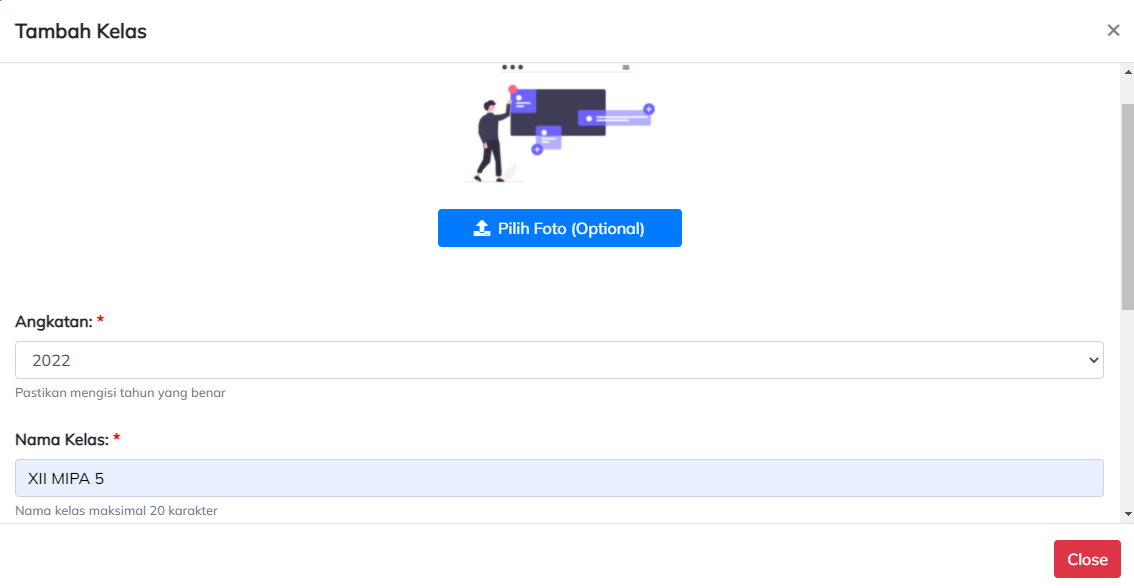 Tambah Kelas
×
Pilih Foto (Optional)
Angkatan: *
2022
Pastikan mengisi tahun yang benar
Nama Kelas: *
XII MIPA 5
Nama kelas maksimal 20 karakter
Close